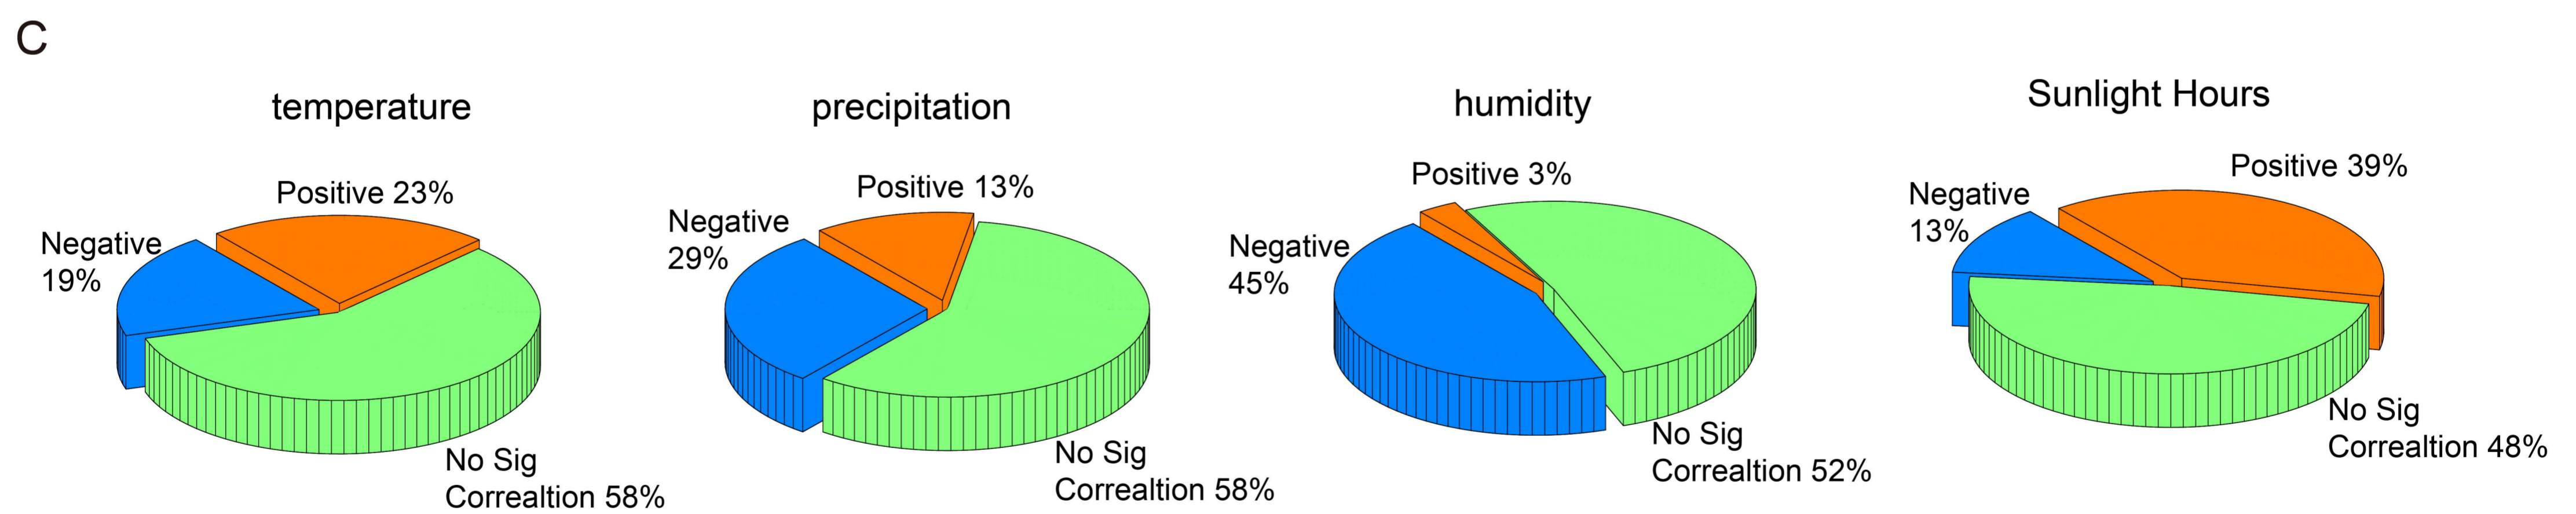 C
temperature
Positive 23%
Negative
19%
No Sig
Correaltion 58%
precipitation
Positive 13%
Negative
29%
No Sig
Correaltion 58%
humidity
Positive 3%
Negative
45%
No Sig
Correaltion 52%
Sunlight Hours
Positive 39%
Negative
13%
No Sig
Correaltion 48%